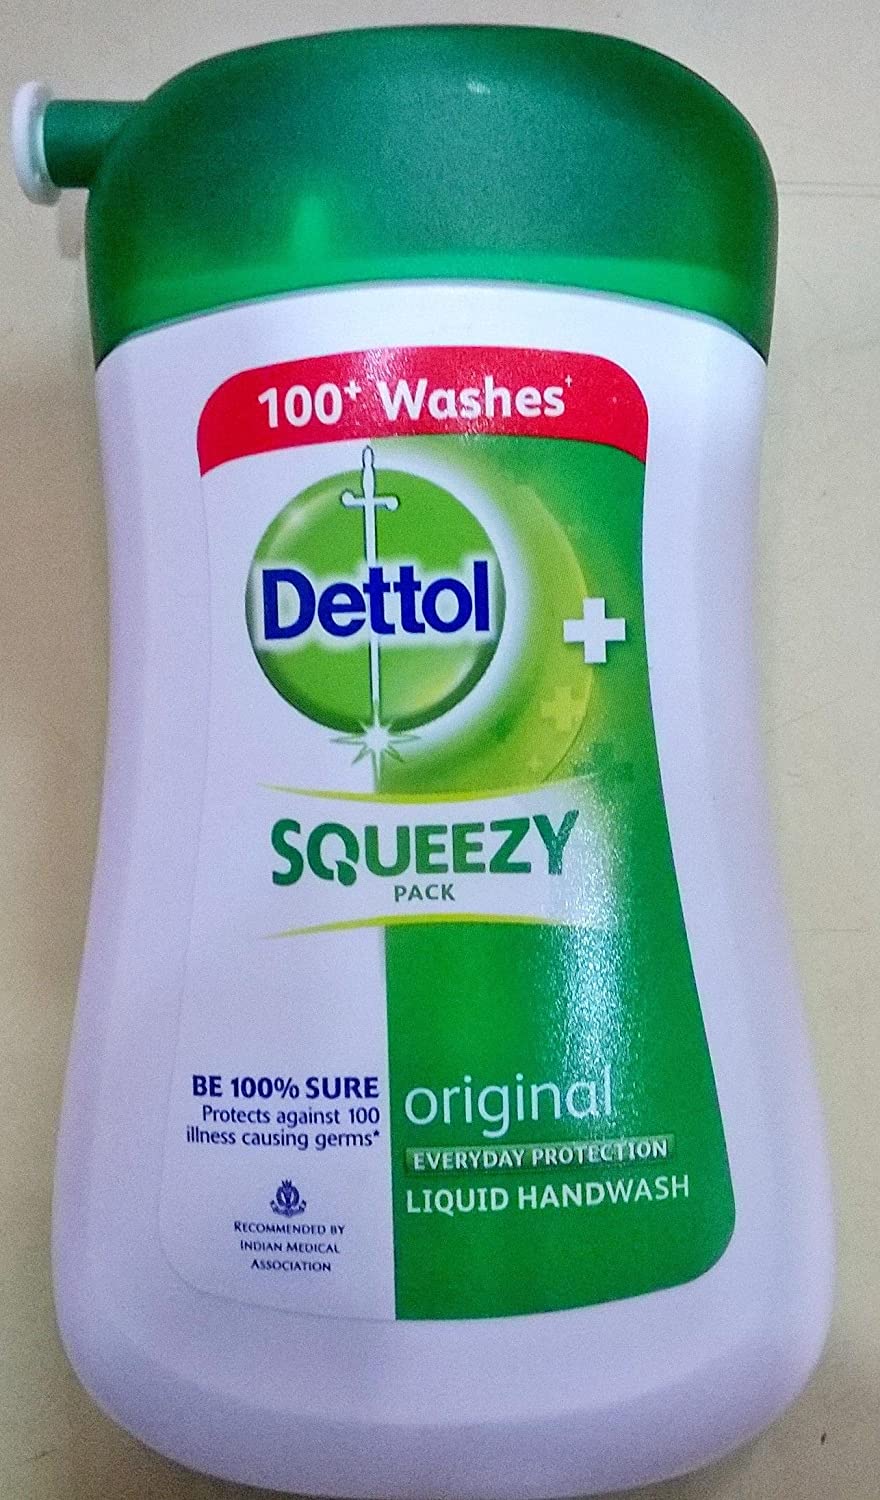 100+ Washes†
Dettol
SQUEEZY
PACK
BE 100% SURE
Protects against 100
illness causing germs*
RECOMMENDED BY
INDIAN MEDICAL
ASSOCIATION
original
EVERYDAY PROTECTION
LIQUID HANDWASH